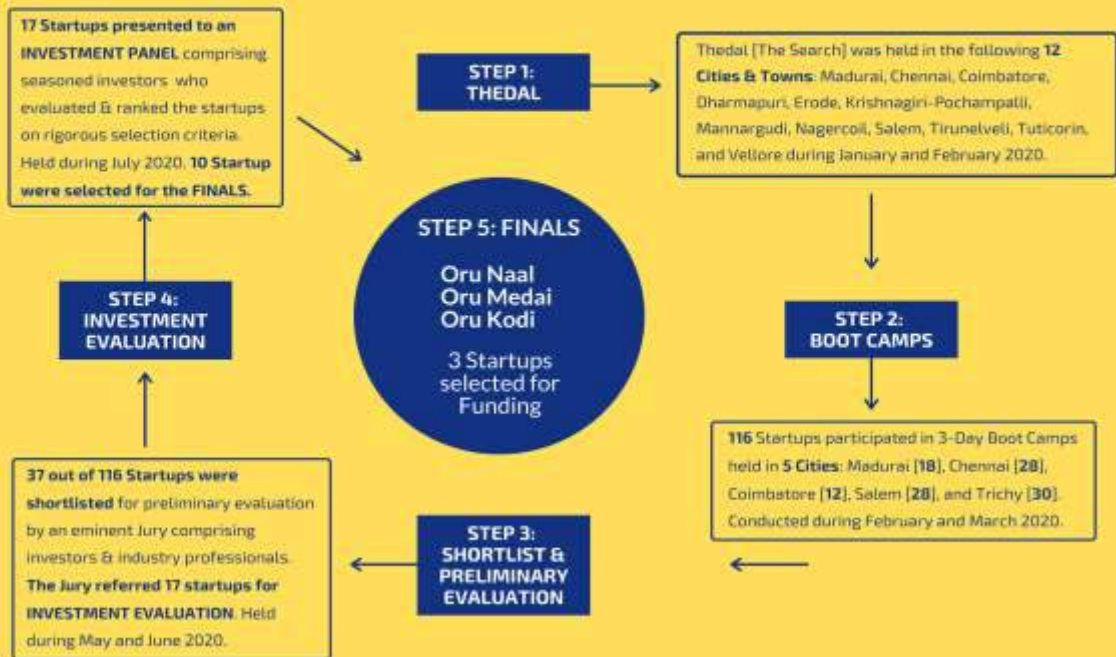 STEP 1:
THEDAL
Thedal [The Search] was held in the following 12
Cities & Towns: Madurai, Chennai, Coimbatore,
Dharmapuri, Erode, Krishnagiri-Pochampalli,
Mannargudi, Nagercoil, Salem, Tirunelveli, Tuticorin,
and Vellore during January and February 2020.
STEP 2:
BOOT CAMPS
116 Startups participated in 3-Day Boot Camps
held in 5 Cities: Madurai [18], Chennai [28],
Coimbatore [12], Salem [28], and Trichy [30].
Conducted during February and March 2020.
STEP 3:
SHORTLIST &
PRELIMINARY
EVALUATION
37 out of 116 Startups were
shortlisted for preliminary evaluation
by an eminent Jury comprising
investors & industry professionals.
The Jury referred 17 startups for
INVESTMENT EVALUATION. Held
during May and June 2020.
STEP 4:
INVESTMENT
EVALUATION
17 Startups presented to an
INVESTMENT PANEL comprising
seasoned investors who
evaluated & ranked the startups
on rigorous selection criteria.
Held during July 2020. 10 Startup
were selected for the FINALS.
STEP 5: FINALS
Oru Naal
Oru Medai
Oru Kodi
3 Startups
selected for
Funding